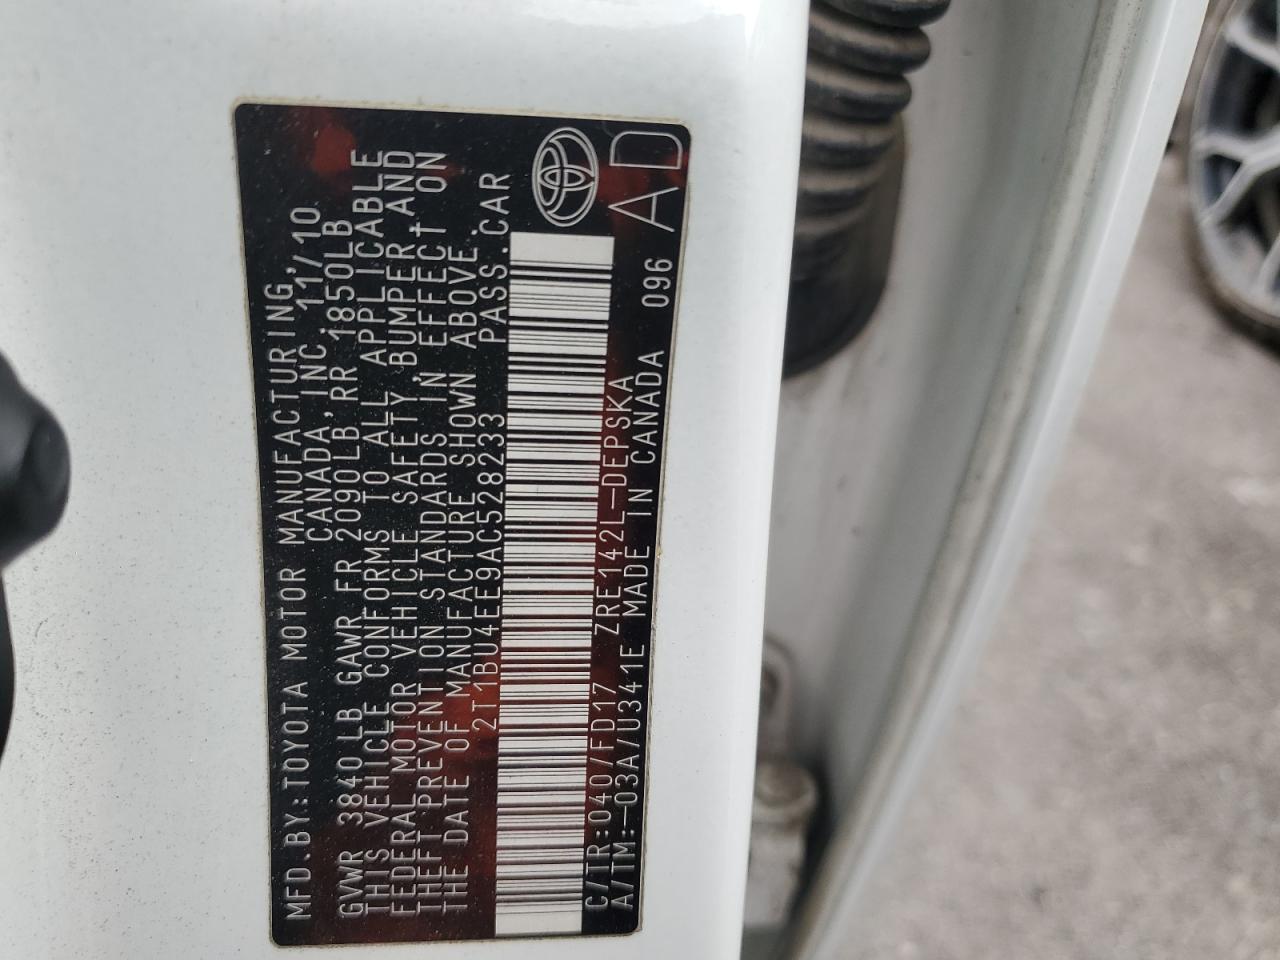 MFD.BY:TOYOTA MOTOR MANUFACTURING,
CANADA,INC. 11/10
GVWR 3840LB GAWR FR 2090LB,RR 1850LB
THIS VEHICLE CONFORMS TO ALL APPLICABLE
FEDERAL MOTOR VEHICLE SAFETY,BUMPER,AND
THEFT PREVENTION STANDARDS IN EFFECT ON
THE DATE OF MANUFACTURE SHOWN ABOVE.
2T1BU4EE9AC528233 PASS.CAR
C/TR:040/FD17 ZRE142L-DEPSKA
A/TM:-03A/U341E MADE IN CANADA 096
AD